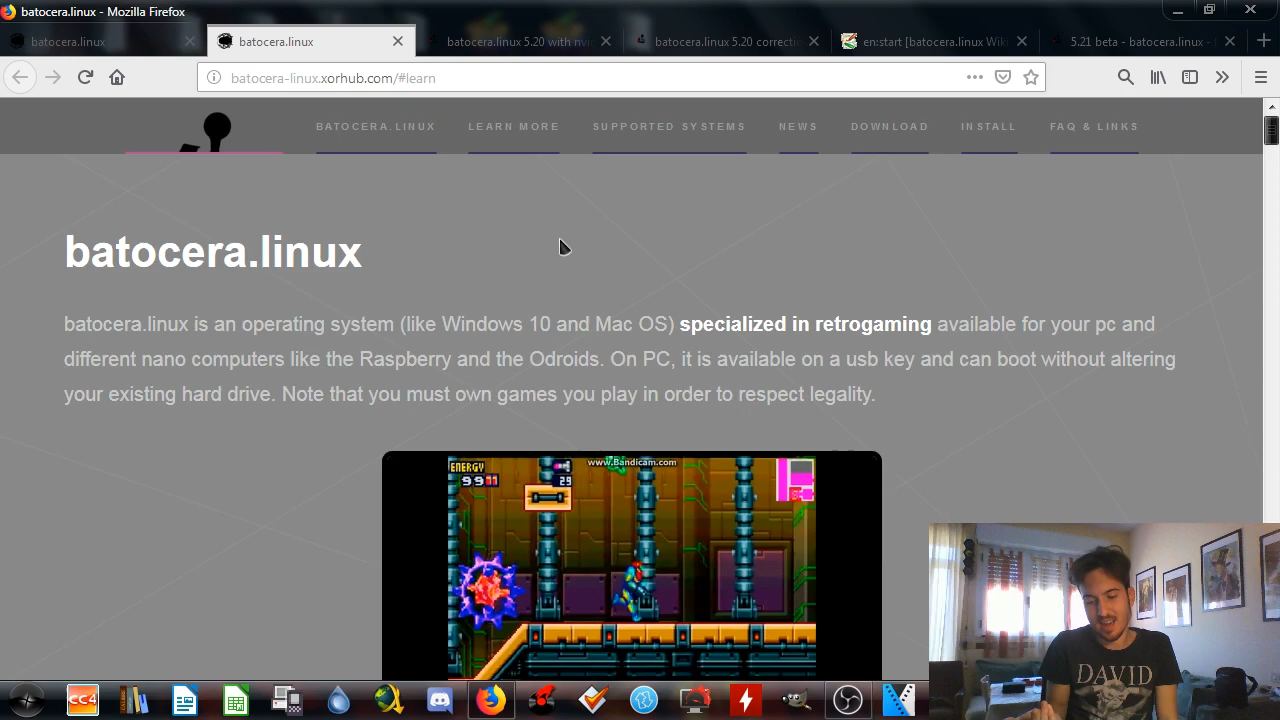 batocera.linux - Mozilla Firefox
batocera.linux
batocera.linux
batocera.linux 5.20 with nvid
batocera.linux 5.20 correctio
en:start [batocera.linux Wiki
5.21 beta - batocera.linux - f
batocera-linux.xorhub.com/#learn
BATOCERA.LINUX
LEARN MORE
SUPPORTED SYSTEMS
NEWS
DOWNLOAD
INSTALL
FAQ & LINKS
batocera.linux
batocera.linux is an operating system (like Windows 10 and Mac OS) specialized in retrogaming available for your pc and
different nano computers like the Raspberry and the Odroids. On PC, it is available on a usb key and can boot without altering
your existing hard drive. Note that you must own games you play in order to respect legality.
www.Bandicam.com
ENERGY
99
29
CC4
DAVID